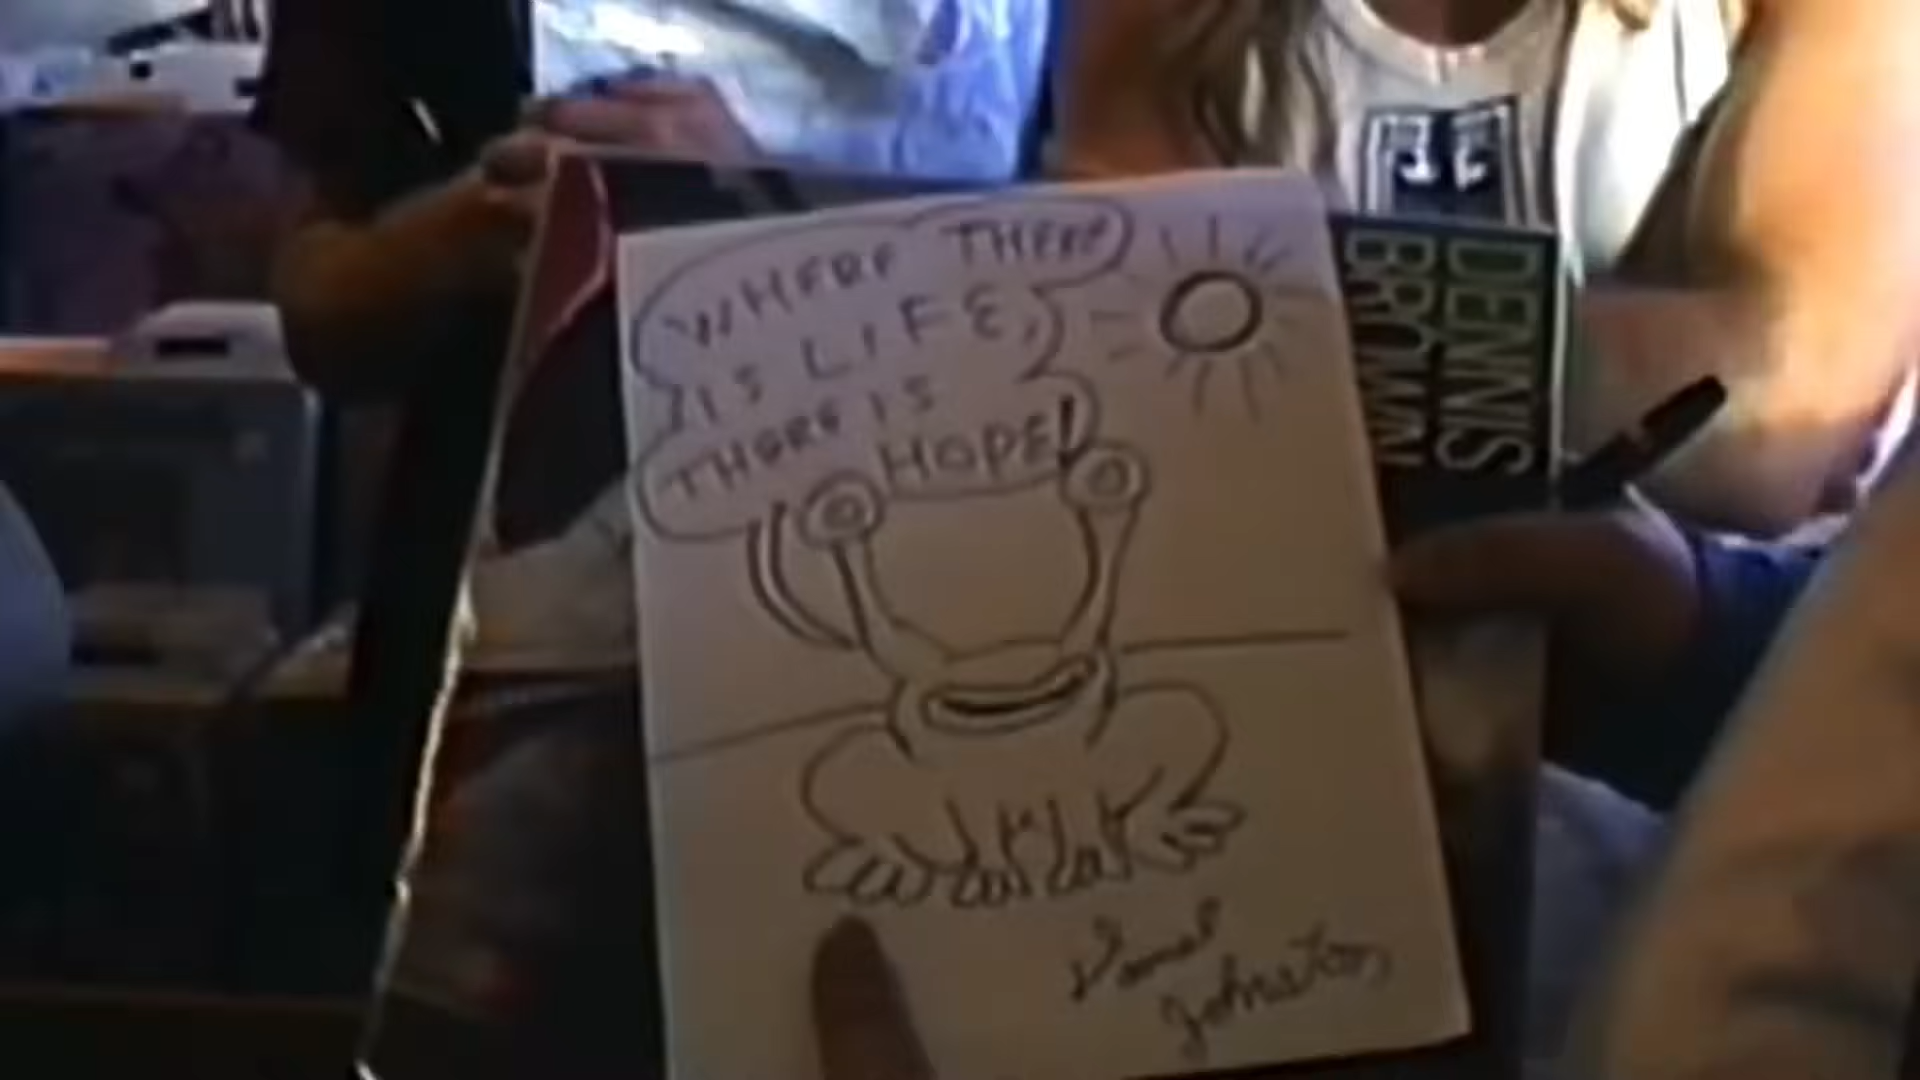 WHERE THERE
IS LIFE,
THERE IS
HOPE!
Daniel
Johnston
DENNIS
BROWN